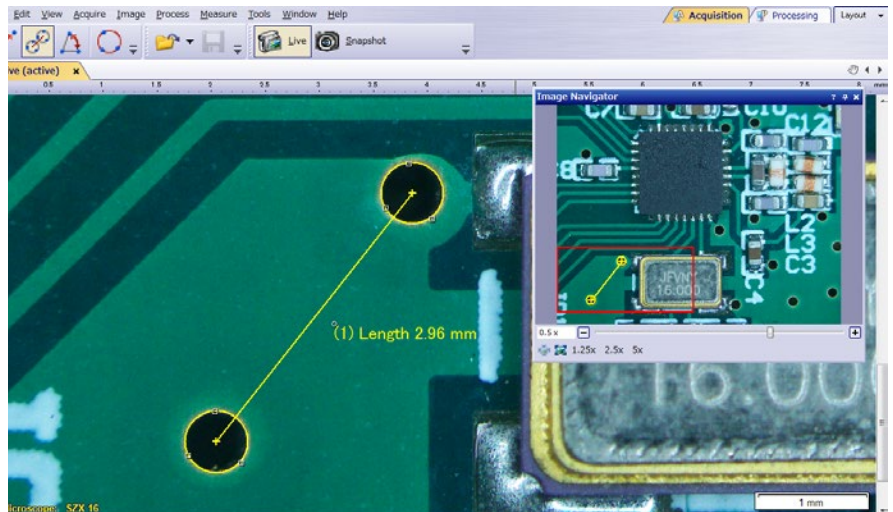 Edit View Acquire Image Process Measure Tools Window Help
Acquisition Processing Layout
Live Snapshot
ve (active)
0.5 1 1.5 2 2.5 3 3.5 4 4.5 5 5.5 6 6.5 7 7.5 8 mm
Image Navigator
C7 C10
C12
C8
L2
L3
C3
C4
JFVNY
16.000
(1) Length 2.96 mm
0.5 x
1.25x 2.5x 5x
16.00
1 mm
icroscope: SZX 16